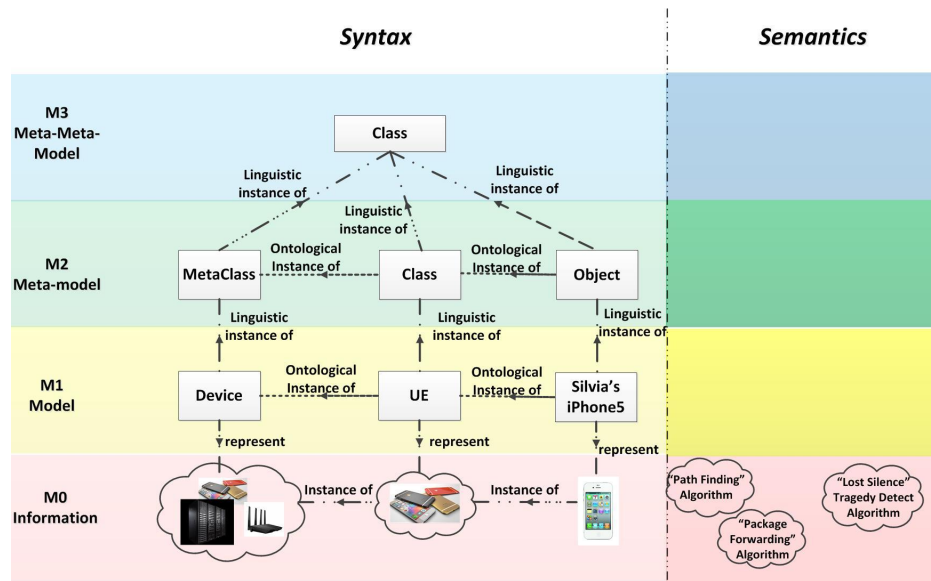 Syntax
Semantics
M3
Meta-Meta-
Model
Class
Linguistic
instance of
Linguistic
instance of
Linguistic
instance of
M2
Meta-model
MetaClass
Ontological
Instance of
Class
Ontological
Instance of
Object
Linguistic
instance of
Linguistic
instance of
Linguistic
instance of
M1
Model
Device
Ontological
Instance of
UE
Ontological
Instance of
Silvia's
iPhone5
represent
represent
represent
M0
Information
Instance of
Instance of
"Path Finding"
Algorithm
"Lost Silence"
Tragedy Detect
Algorithm
"Package
Forwarding"
Algorithm